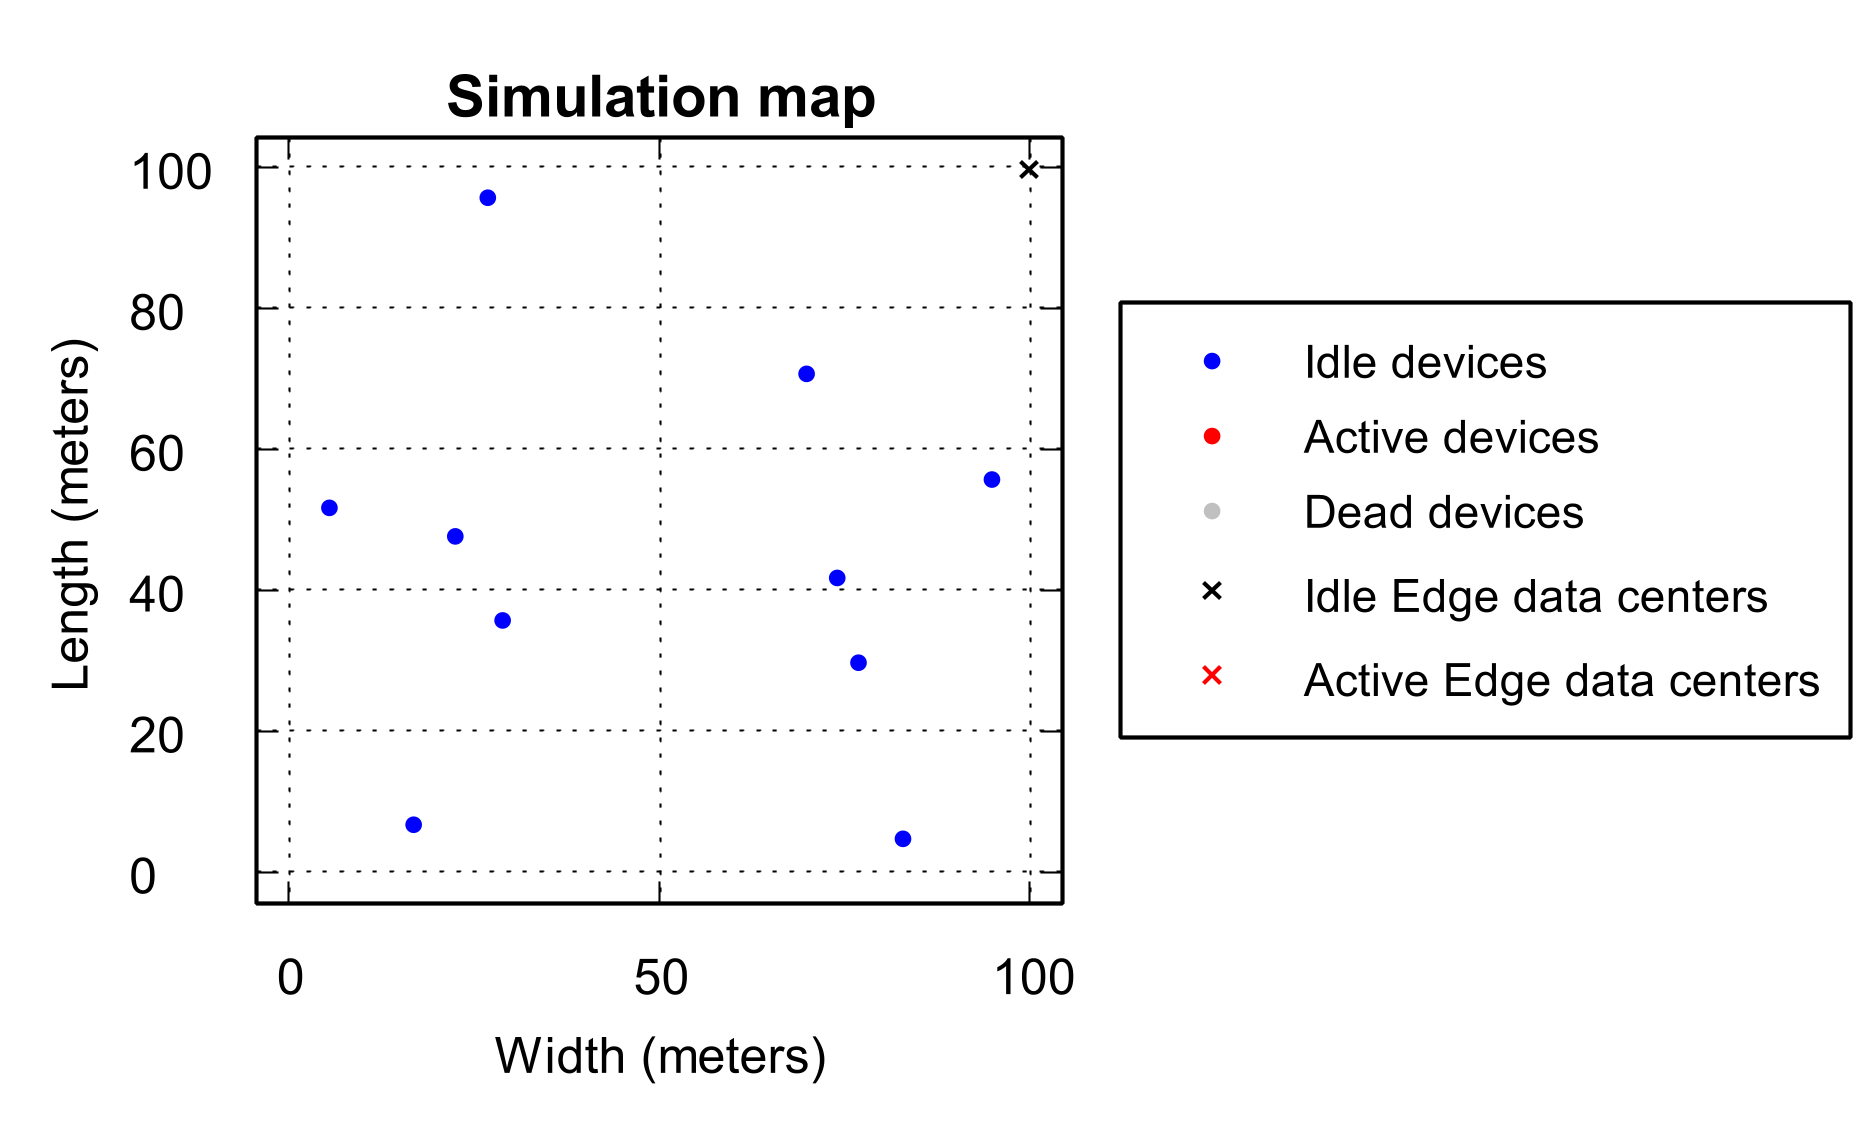 Simulation map
100
80
60
40
20
0
Length (meters)
0 50 100
Width (meters)
Idle devices
Active devices
Dead devices
Idle Edge data centers
Active Edge data centers